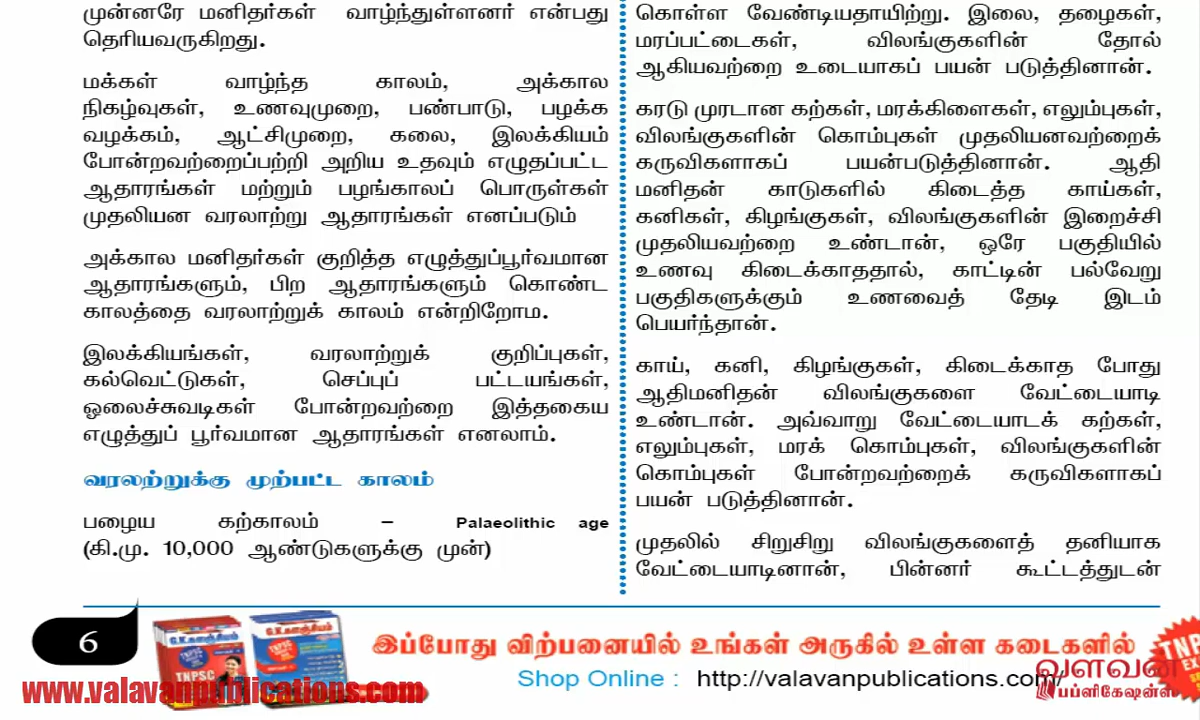 முன்னரே மனிதர்கள் வாழ்ந்துள்ளனர் என்பது
தெரியவருகிறது.
மக்கள் வாழ்ந்த காலம், அக்கால
நிகழ்வுகள், உணவுமுறை, பண்பாடு, பழக்க
வழக்கம், ஆட்சிமுறை, கலை, இலக்கியம்
போன்றவற்றைப்பற்றி அறிய உதவும் எழுதப்பட்ட
ஆதாரங்கள் மற்றும் பழங்காலப் பொருள்கள்
முதலியன வரலாற்று ஆதாரங்கள் எனப்படும்
அக்கால மனிதர்கள் குறித்த எழுத்துப்பூர்வமான
ஆதாரங்களும், பிற ஆதாரங்களும் கொண்ட
காலத்தை வரலாற்றுக் காலம் என்றிறோம.
இலக்கியங்கள், வரலாற்றுக் குறிப்புகள்,
கல்வெட்டுகள், செப்புப் பட்டயங்கள்,
ஓலைச்சுவடிகள் போன்றவற்றை இத்தகைய
எழுத்துப் பூர்வமான ஆதாரங்கள் எனலாம்.
வரலற்றுக்கு முற்பட்ட காலம்
பழைய கற்காலம் – Palaeolithic age
(கி.மு. 10,000 ஆண்டுகளுக்கு முன்)
கொள்ள வேண்டியதாயிற்று. இலை, தழைகள்,
மரப்பட்டைகள், விலங்குகளின் தோல்
ஆகியவற்றை உடையாகப் பயன் படுத்தினான்.
கரடு முரடான கற்கள், மரக்கிளைகள், எலும்புகள்,
விலங்குகளின் கொம்புகள் முதலியனவற்றைக்
கருவிகளாகப் பயன்படுத்தினான். ஆதி
மனிதன் காடுகளில் கிடைத்த காய்கள்,
கனிகள், கிழங்குகள், விலங்குகளின் இறைச்சி
முதலியவற்றை உண்டான், ஒரே பகுதியில்
உணவு கிடைக்காததால், காட்டின் பல்வேறு
பகுதிகளுக்கும் உணவைத் தேடி இடம்
பெயர்ந்தான்.
காய், கனி, கிழங்குகள், கிடைக்காத போது
ஆதிமனிதன் விலங்குகளை வேட்டையாடி
உண்டான். அவ்வாறு வேட்டையாடக் கற்கள்,
எலும்புகள், மரக் கொம்புகள், விலங்குகளின்
கொம்புகள் போன்றவற்றைக் கருவிகளாகப்
பயன் படுத்தினான்.
முதலில் சிறுசிறு விலங்குகளைத் தனியாக
வேட்டையாடினான், பின்னர் கூட்டத்துடன்
6
G.K.களஞ்சியம்
TNPSC
G.K.களஞ்சியம்
இப்போது விற்பனையில் உங்கள் அருகில் உள்ள கடைகளில்
Shop Online : http://valavanpublications.com/
www.valavanpublications.com
வளவன்
பப்ளிகேஷன்ஸ்